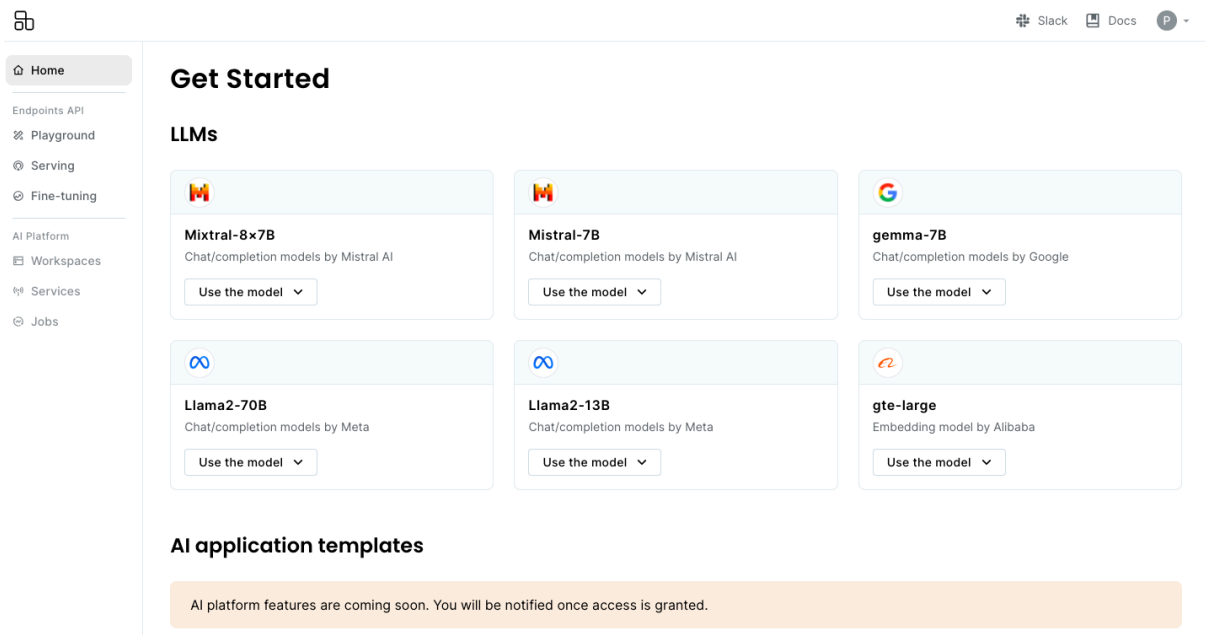 Slack Docs P
Home
Endpoints API
Playground
Serving
Fine-tuning
AI Platform
Workspaces
Services
Jobs
Get Started
LLMs
Mixtral-8×7B
Chat/completion models by Mistral AI
Use the model
Mistral-7B
Chat/completion models by Mistral AI
Use the model
gemma-7B
Chat/completion models by Google
Use the model
Llama2-70B
Chat/completion models by Meta
Use the model
Llama2-13B
Chat/completion models by Meta
Use the model
gte-large
Embedding model by Alibaba
Use the model
AI application templates
AI platform features are coming soon. You will be notified once access is granted.